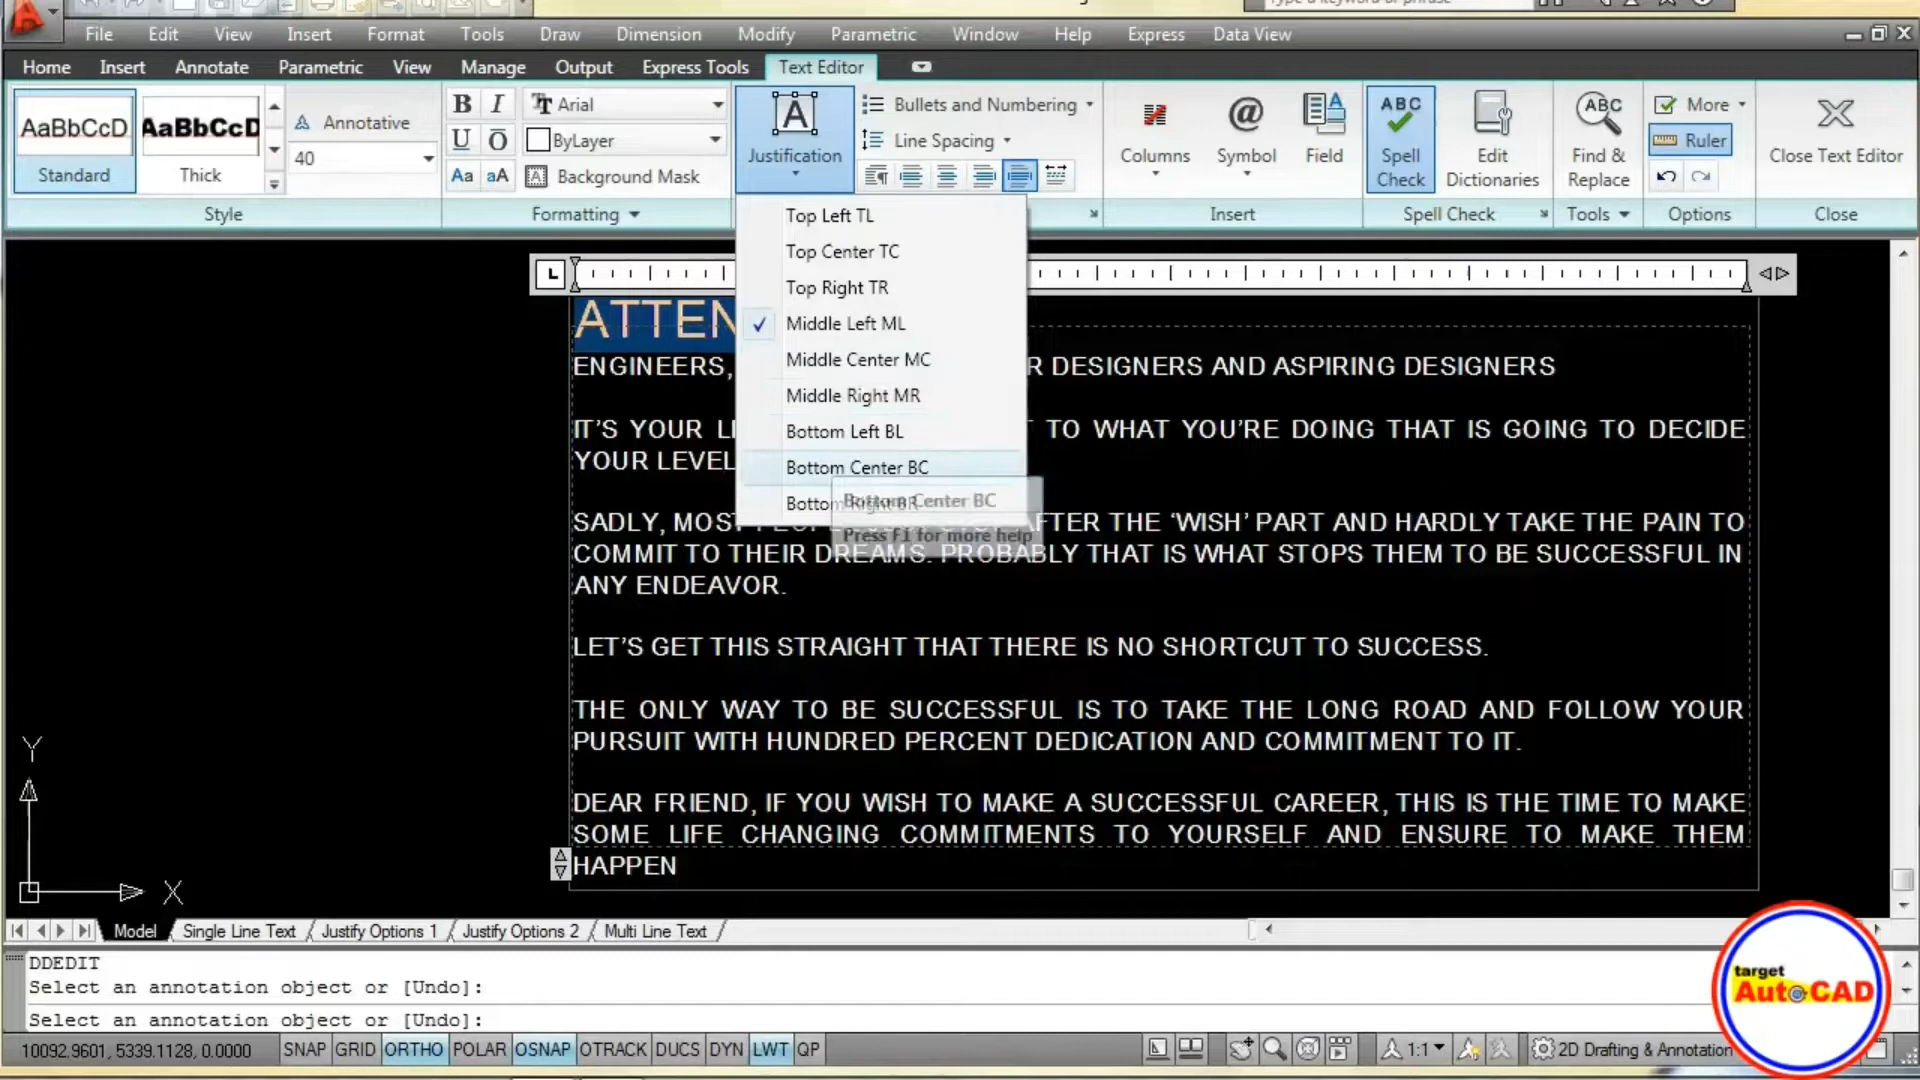 Type a keyword or phrase
File Edit View Insert Format Tools Draw Dimension Modify Parametric Window Help Express Data View
Home Insert Annotate Parametric View Manage Output Express Tools Text Editor
AaBbCcD AaBbCcD
Standard Thick
Annotative
40
Style
B I Arial
U O ByLayer
Aa aA A Background Mask
Formatting
A
Justification
Bullets and Numbering
Line Spacing
Columns
@
Symbol
A
Field
Insert
ABC
Spell
Check
Edit
Dictionaries
Spell Check
ABC
Find &
Replace
Tools
More
Ruler
Options
Close Text Editor
Close
Top Left TL
Top Center TC
Top Right TR
Middle Left ML
Middle Center MC
Middle Right MR
Bottom Left BL
Bottom Center BC
Bottom Right BR
Bottom Center BC
Press F1 for more help
L
ATTEN
ENGINEERS, R DESIGNERS AND ASPIRING DESIGNERS
IT'S YOUR TO WHAT YOU'RE DOING THAT IS GOING TO DECIDE
YOUR LEVEL
SADLY, MOST AFTER THE 'WISH' PART AND HARDLY TAKE THE PAIN TO
COMMIT TO THEIR DREAMS. PROBABLY THAT IS WHAT STOPS THEM TO BE SUCCESSFUL IN
ANY ENDEAVOR.
LET'S GET THIS STRAIGHT THAT THERE IS NO SHORTCUT TO SUCCESS.
THE ONLY WAY TO BE SUCCESSFUL IS TO TAKE THE LONG ROAD AND FOLLOW YOUR
PURSUIT WITH HUNDRED PERCENT DEDICATION AND COMMITMENT TO IT.
DEAR FRIEND, IF YOU WISH TO MAKE A SUCCESSFUL CAREER, THIS IS THE TIME TO MAKE
SOME LIFE CHANGING COMMITMENTS TO YOURSELF AND ENSURE TO MAKE THEM
HAPPEN
Y
X
Model Single Line Text Justify Options 1 Justify Options 2 Multi Line Text
DDEDIT
Select an annotation object or [Undo]:
Select an annotation object or [Undo]:
10092.9601, 5339.1128, 0.0000 SNAP GRID ORTHO POLAR OSNAP OTRACK DUCS DYN LWT QP 1:1 2D Drafting & Annotation
target
AutoCAD